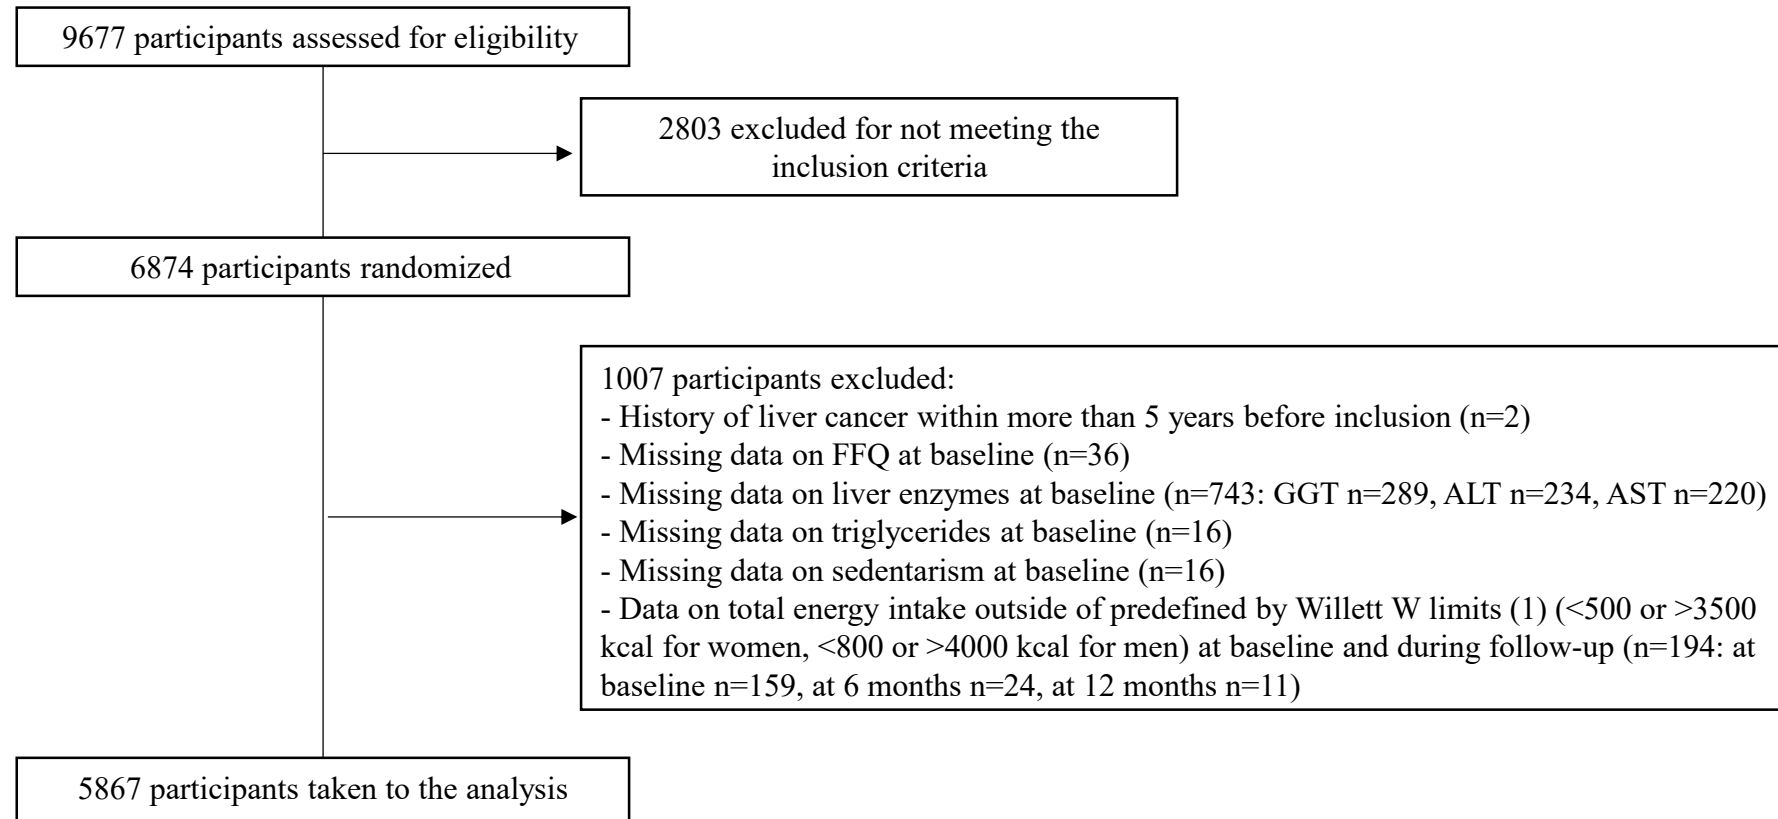 9677 participants assessed for eligibility
2803 excluded for not meeting the
inclusion criteria
6874 participants randomized
1007 participants excluded:
- History of liver cancer within more than 5 years before inclusion (n=2)
- Missing data on FFQ at baseline (n=36)
- Missing data on liver enzymes at baseline (n=743: GGT n=289, ALT n=234, AST n=220)
- Missing data on triglycerides at baseline (n=16)
- Missing data on sedentarism at baseline (n=16)
- Data on total energy intake outside of predefined by Willett W limits (1) (<500 or >3500
kcal for women, <800 or >4000 kcal for men) at baseline and during follow-up (n=194: at
baseline n=159, at 6 months n=24, at 12 months n=11)
5867 participants taken to the analysis